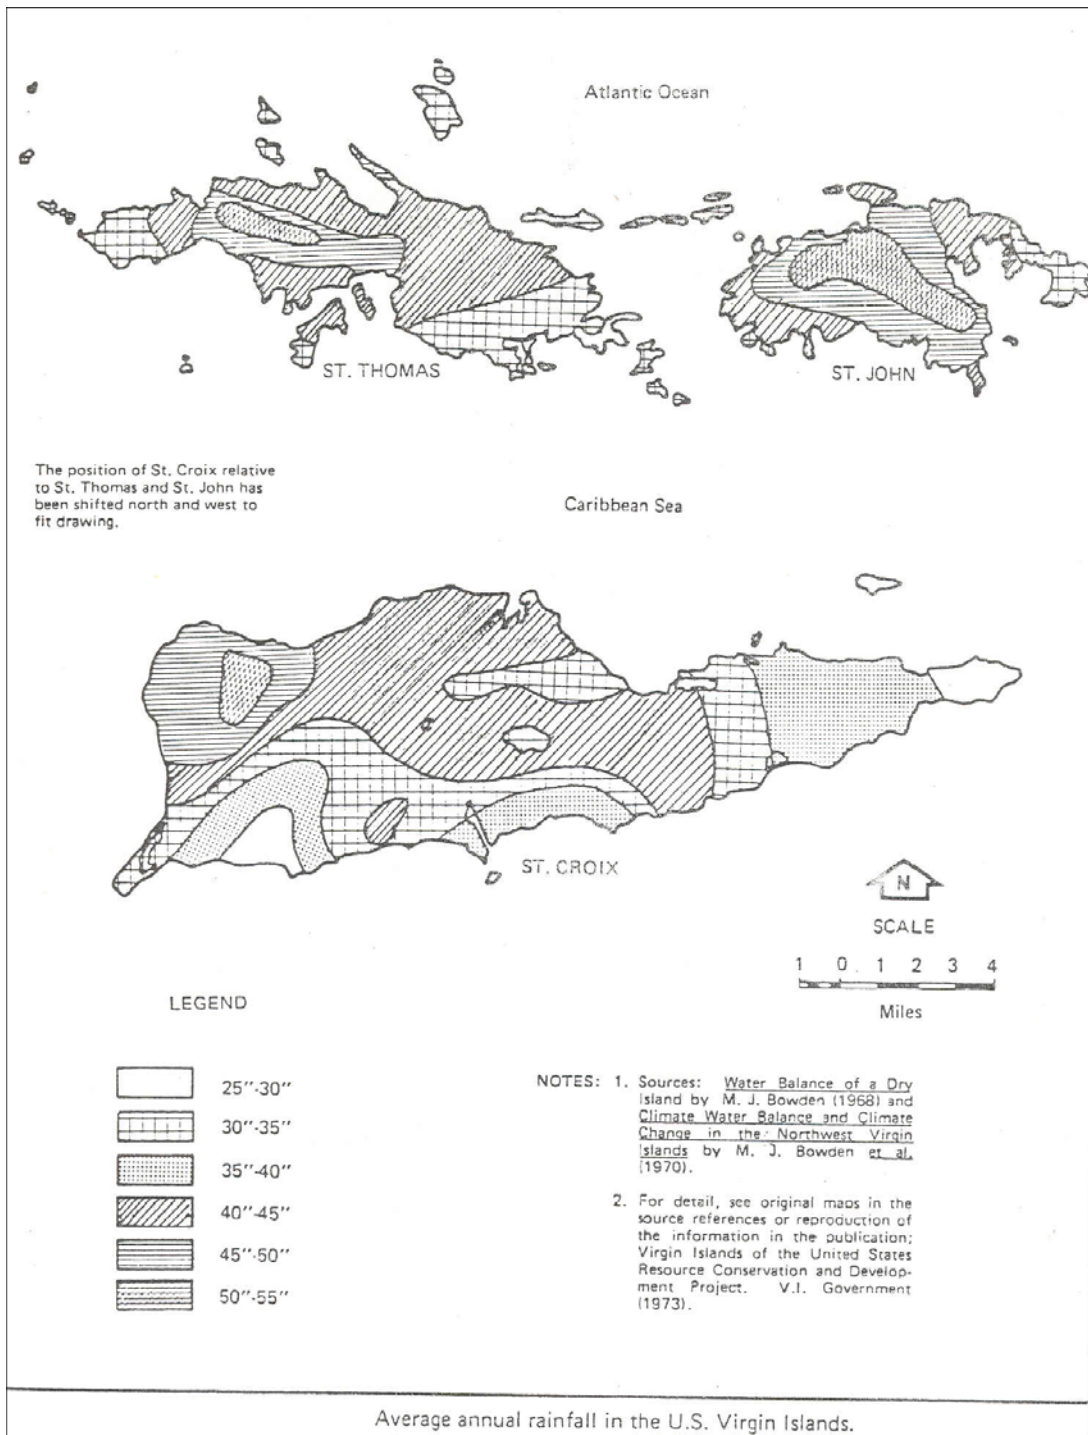 Atlantic Ocean
ST. THOMAS
ST. JOHN
The position of St. Croix relative
to St. Thomas and St. John has
been shifted north and west to
fit drawing.
Caribbean Sea
ST. CROIX
N
SCALE
1 0 1 2 3 4
Miles
LEGEND
25"-30"
30"-35"
35"-40"
40"-45"
45"-50"
50"-55"
NOTES: 1. Sources: Water Balance of a Dry
Island by M. J. Bowden (1968) and
Climate Water Balance and Climate
Change in the Northwest Virgin
Islands by M. J. Bowden et al.
(1970).
2. For detail, see original maps in the
source references or reproduction of
the information in the publication;
Virgin Islands of the United States
Resource Conservation and Develop-
ment Project. V.I. Government
(1973).
Average annual rainfall in the U.S. Virgin Islands.